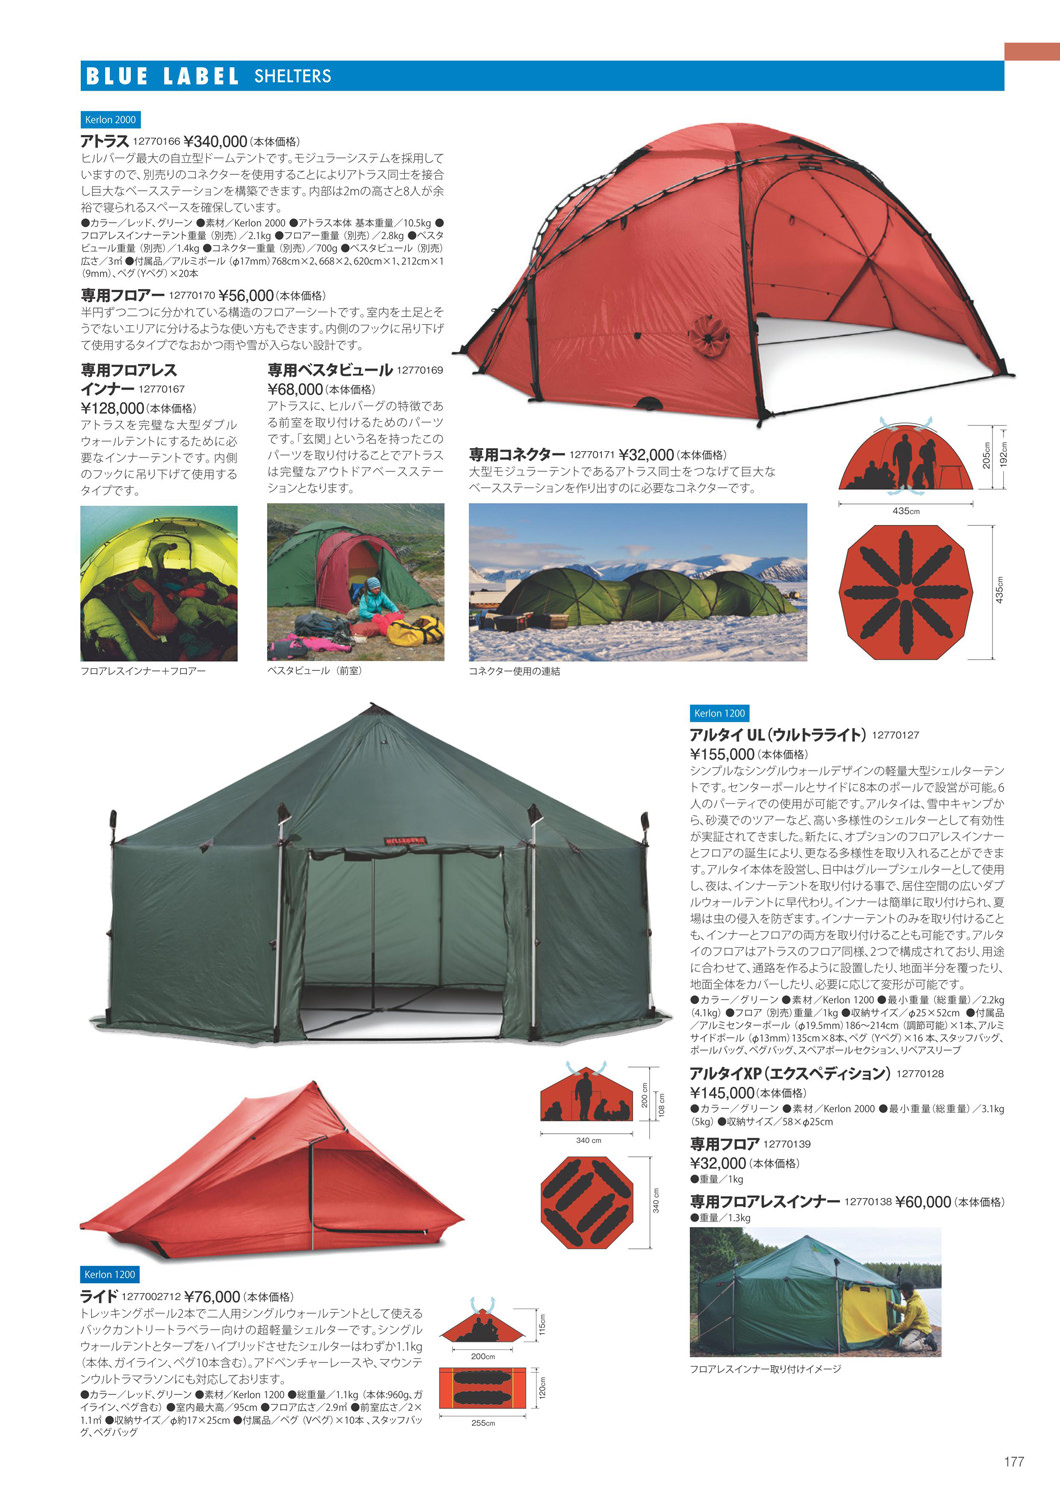 BLUE LABEL SHELTERS
Kerlon 2000
アトラス 12770166 ¥340,000(本体価格)
ヒルバーグ最大の自立型ドームテントです。モジュラーシステムを採用して
いますので、別売りのコネクターを使用することによりアトラス同士を接合
し巨大なベースステーションを構築できます。内部は2mの高さと8人が余
裕で寝られるスペースを確保しています。
●カラー／レッド、グリーン ●素材／Kerlon 2000 ●アトラス本体 基本重量／10.5kg ●
フロアレスインナーテント重量（別売）／2.1kg ●フロアー重量（別売）／2.8kg ●ベスタ
ビュール重量（別売）／1.4kg ●コネクター重量（別売）／700g ●ベスタビュール（別売）
広さ／3㎡ ●付属品／アルミポール（φ17mm）768cm×2、668×2、620cm×1、212cm×1
（9mm）、ペグ（Yペグ）×20本
専用フロアー 12770170 ¥56,000(本体価格)
半円ずつ二つに分かれている構造のフロアーシートです。室内を土足とそ
うでないエリアに分けるような使い方もできます。内側のフックに吊り下げ
て使用するタイプでなおかつ雨や雪が入らない設計です。
専用フロアレス
インナー 12770167
¥128,000(本体価格)
アトラスを完璧な大型ダブル
ウォールテントにするために必
要なインナーテントです。内側
のフックに吊り下げて使用する
タイプです。
フロアレスインナー＋フロアー
専用ベスタビュール 12770169
¥68,000(本体価格)
アトラスに、ヒルバーグの特徴であ
る前室を取り付けるためのパーツ
です。「玄関」という名を持ったこの
パーツを取り付けることでアトラス
は完璧なアウトドアベースステー
ションとなります。
ベスタビュール（前室）
専用コネクター 12770171 ¥32,000(本体価格)
大型モジュラーテントであるアトラス同士をつなげて巨大な
ベースステーションを作り出すのに必要なコネクターです。
コネクター使用の連結
205cm
192cm
435cm
435cm
HILLEBERG
Kerlon 1200
アルタイ UL（ウルトラライト） 12770127
¥155,000(本体価格)
シンプルなシングルウォールデザインの軽量大型シェルターテン
トです。センターポールとサイドに8本のポールで設営が可能。6
人のパーティでの使用が可能です。アルタイは、雪中キャンプか
ら、砂漠でのツアーなど、高い多様性のシェルターとして有効性
が実証されてきました。新たに、オプションのフロアレスインナー
とフロアの誕生により、更なる多様性を取り入れることができま
す。アルタイ本体を設営し、日中はグループシェルターとして使用
し、夜は、インナーテントを取り付ける事で、居住空間の広いダブ
ルウォールテントに早代わり。インナーは簡単に取り付けられ、夏
場は虫の侵入を防ぎます。インナーテントのみを取り付けること
も、インナーとフロアの両方を取り付けることも可能です。アルタ
イのフロアはアトラスのフロア同様、2つで構成されており、用途
に合わせて、通路を作るように設置したり、地面半分を覆ったり、
地面全体をカバーしたり、必要に応じて変形が可能です。
●カラー／グリーン ●素材／Kerlon 1200 ●最小重量（総重量）／2.2kg
（4.1kg）●フロア（別売）重量／1kg ●収納サイズ／φ25×52cm ●付属品
／アルミセンターポール（φ19.5mm）186〜214cm（調節可能）×1本、アルミ
サイドポール（φ13mm）135cm×8本、ペグ（Yペグ）×16 本、スタッフバッグ、
ポールバッグ、ペグバッグ、スペアポールセクション、リペアスリーブ
アルタイXP（エクスペディション） 12770128
¥145,000(本体価格)
●カラー／グリーン ●素材／Kerlon 2000 ●最小重量（総重量）／3.1kg
（5kg）●収納サイズ／58×φ25cm
専用フロア 12770139
¥32,000(本体価格)
●重量／1kg
専用フロアレスインナー 12770138 ¥60,000(本体価格)
●重量／1.3kg
フロアレスインナー取り付けイメージ
200 cm
108 cm
340 cm
340 cm
Kerlon 1200
ライド 1277002712 ¥76,000(本体価格)
トレッキングポール2本で二人用シングルウォールテントとして使える
バックカントリートラベラー向けの超軽量シェルターです。シングル
ウォールテントとタープをハイブリッドさせたシェルターはわずか1.1kg
（本体、ガイライン、ペグ10本含む）。アドベンチャーレースや、マウンテ
ンウルトラマラソンにも対応しております。
●カラー／レッド、グリーン ●素材／Kerlon 1200 ●総重量／1.1kg（本体:960g、ガ
イライン、ペグ含む）●室内最大高／95cm ●フロア広さ／2.9㎡ ●前室広さ／2×
1.1㎡ ●収納サイズ／φ約17×25cm ●付属品／ペグ（Vペグ）×10本、スタッフバッ
グ、ペグバッグ
115cm
200cm
120cm
255cm
177